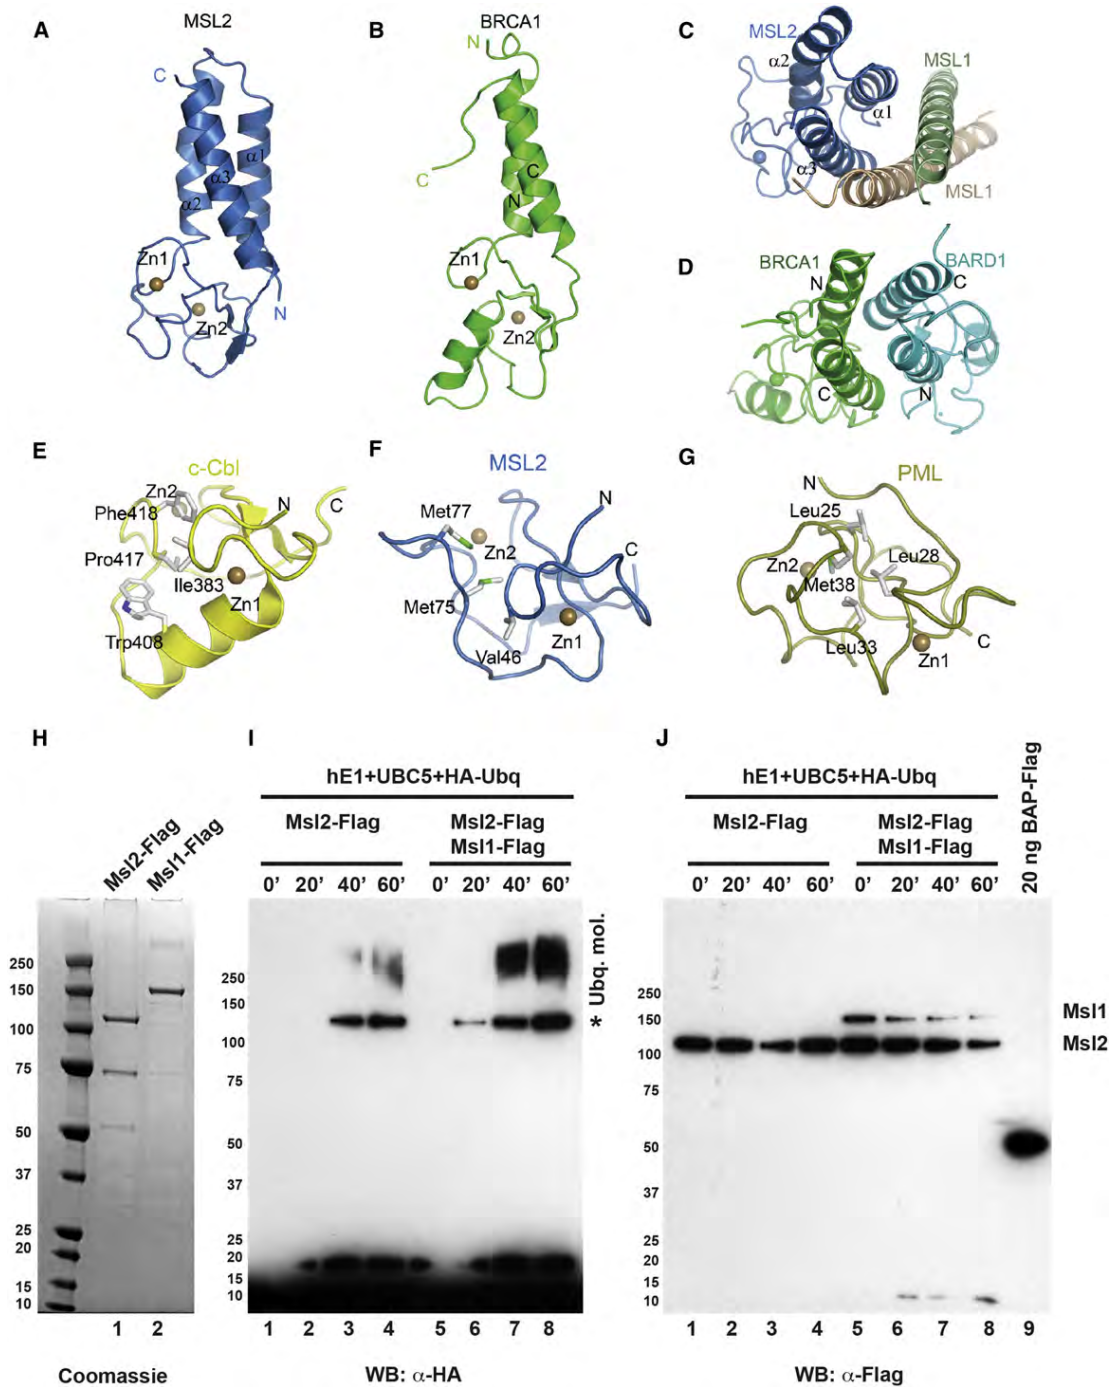 A
MSL2
C
α1
α3
α2
Zn1
Zn2
N
B
BRCA1
N
C
C
N
Zn1
Zn2
C
MSL2
α2
α1
α3
MSL1
MSL1
D
BRCA1
N
C
BARD1
C
N
E
c-Cbl
Zn2
Phe418
N
C
Pro417
Ile383
Zn1
Trp408
F
MSL2
Met77
N
Zn2
C
Met75
Zn1
Val46
G
PML
N
Leu25
Leu28
Zn2
Met38
Leu33
Zn1
C
H
Msl2-Flag
Msl1-Flag
250
150
100
75
50
37
25
20
15
10
1 2
Coomassie
I
hE1+UBC5+HA-Ubq
Msl2-Flag
Msl2-Flag
Msl1-Flag
0' 20' 40' 60' 0' 20' 40' 60'
250
150
100
75
50
37
25
20
15
10
* Ubq. mol.
1 2 3 4 5 6 7 8
WB: α-HA
J
hE1+UBC5+HA-Ubq
Msl2-Flag
Msl2-Flag
Msl1-Flag
20 ng BAP-Flag
0' 20' 40' 60' 0' 20' 40' 60'
250
150
100
75
50
37
25
20
15
10
Msl1
Msl2
1 2 3 4 5 6 7 8 9
WB: α-Flag